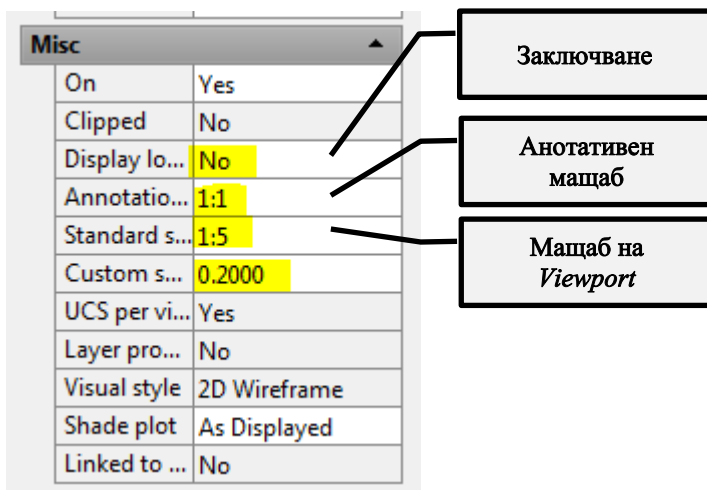 Misc
On Yes
Clipped No
Display lo... No
Annotatio... 1:1
Standard s... 1:5
Custom s... 0.2000
UCS per vi... Yes
Layer pro... No
Visual style 2D Wireframe
Shade plot As Displayed
Linked to ... No
Заключване
Анотативен
мащаб
Мащаб на
Viewport